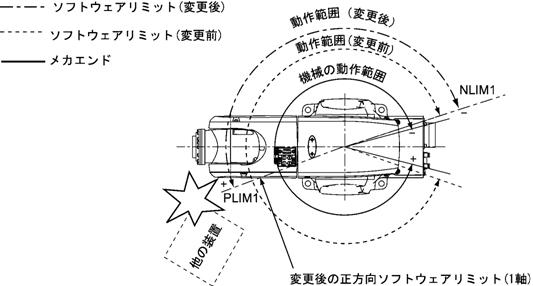 ソフトウェアリミット(変更後)
ソフトウェアリミット(変更前)
メカエンド
動作範囲(変更後)
動作範囲(変更前)
機械の動作範囲
NLIM1
−
−
+
+
PLIM1
他の装置
変更後の正方向ソフトウェアリミット(1軸)